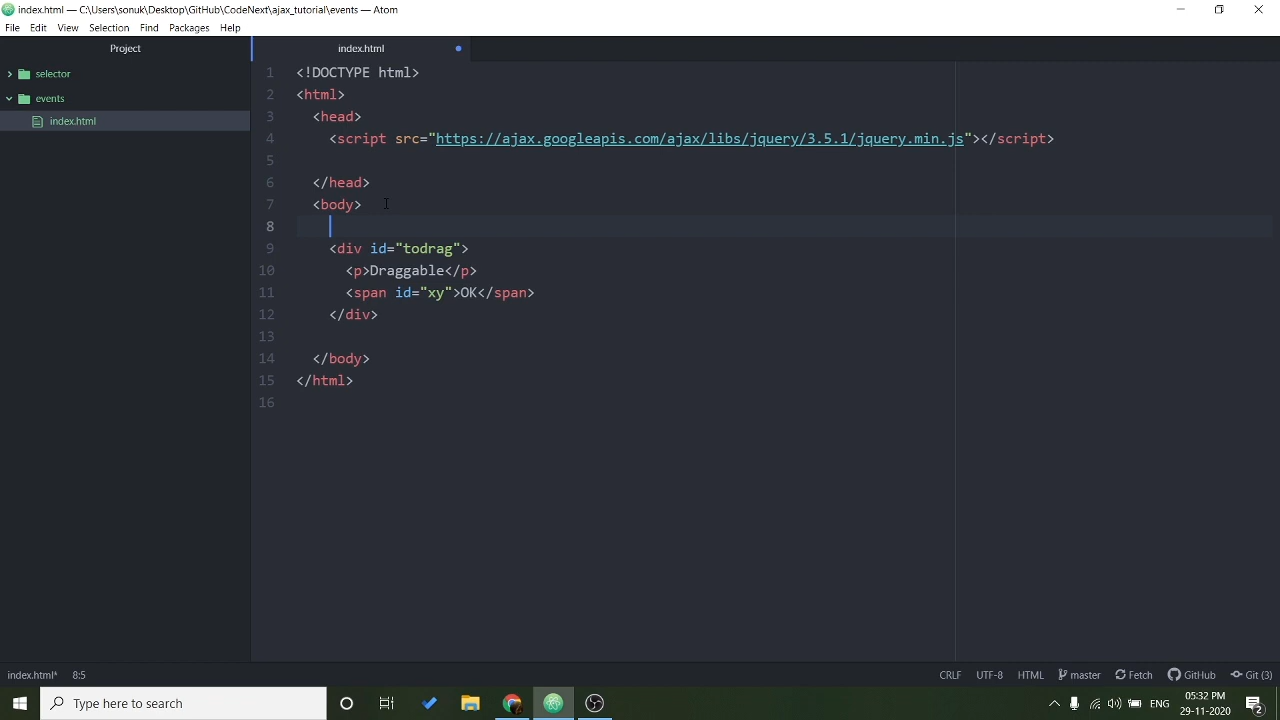 index.html — C:\Users\sonuk\Desktop\GitHub\CodeNext\ajax_tutorial\events — Atom
File Edit View Selection Find Packages Help
Project
index.html
selector
events
index.html
1 <!DOCTYPE html>
2 <html>
3 <head>
4 <script src="https://ajax.googleapis.com/ajax/libs/jquery/3.5.1/jquery.min.js"></script>
5
6 </head>
7 <body>
8
9 <div id="todrag">
10 <p>Draggable</p>
11 <span id="xy">OK</span>
12 </div>
13
14 </body>
15 </html>
16
index.html* 8:5 CRLF UTF-8 HTML master Fetch GitHub Git (3)
Type here to search
ENG
05:32 PM
29-11-2020
2